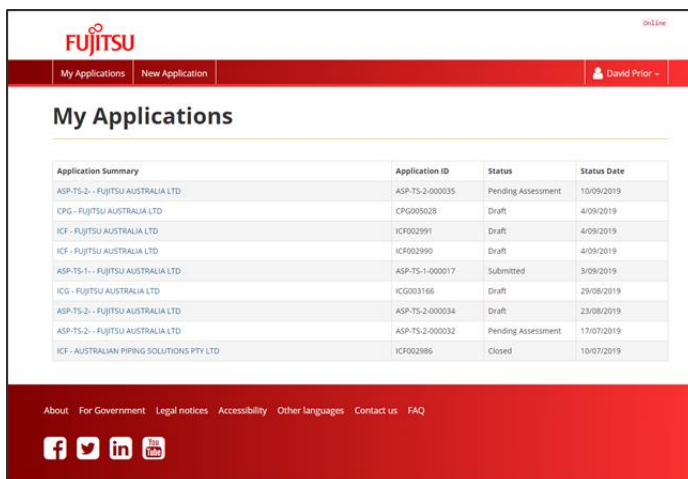 Online
FUJITSU
My Applications New Application David Prior
My Applications
Application Summary Application ID Status Status Date
ASP-TS-2- - FUJITSU AUSTRALIA LTD ASP-TS-2-000035 Pending Assessment 10/09/2019
CPG - FUJITSU AUSTRALIA LTD CPG005028 Draft 4/09/2019
ICF - FUJITSU AUSTRALIA LTD ICF002991 Draft 4/09/2019
ICF - FUJITSU AUSTRALIA LTD ICF002990 Draft 4/09/2019
ASP-TS-1- - FUJITSU AUSTRALIA LTD ASP-TS-1-000017 Submitted 3/09/2019
ICG - FUJITSU AUSTRALIA LTD ICG003166 Draft 29/08/2019
ASP-TS-2- - FUJITSU AUSTRALIA LTD ASP-TS-2-000034 Draft 23/08/2019
ASP-TS-2- - FUJITSU AUSTRALIA LTD ASP-TS-2-000032 Pending Assessment 17/07/2019
ICF - AUSTRALIAN PIPING SOLUTIONS PTY LTD ICF002986 Closed 10/07/2019
About For Government Legal notices Accessibility Other languages Contact us FAQ
You
Tube